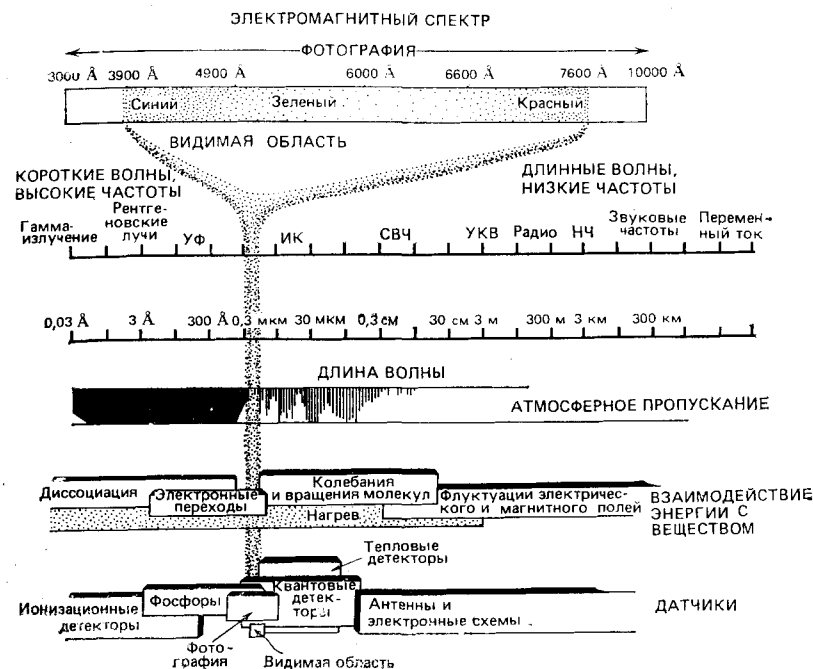 ЭЛЕКТРОМАГНИТНЫЙ СПЕКТР
ФОТОГРАФИЯ
3000 Å 3900 Å 4900 Å 6000 Å 6600 Å 7600 Å 10000 Å
Синий Зеленый Красный
ВИДИМАЯ ОБЛАСТЬ
КОРОТКИЕ ВОЛНЫ,
ВЫСОКИЕ ЧАСТОТЫ
ДЛИННЫЕ ВОЛНЫ,
НИЗКИЕ ЧАСТОТЫ
Гамма-
излучение
Рентге-
новские
лучи
УФ
ИК
СВЧ
УКВ
Радио
НЧ
Звуковые
частоты
Перемен-
ный ток
0,03 Å 3 Å 300 Å 0,3 мкм 30 мкм 0,3 см 30 см 3 м 300 м 3 км 300 км
ДЛИНА ВОЛНЫ
АТМОСФЕРНОЕ ПРОПУСКАНИЕ
Диссоциация
Электронные
переходы
Колебания
и вращения молекул
Флуктуации электричес-
кого и магнитного полей
Нагрев
ВЗАИМОДЕЙСТВИЕ
ЭНЕРГИИ С
ВЕЩЕСТВОМ
Тепловые
детекторы
Ионизационные
детекторы
Фосфоры
Квантовые
детек-
торы
Антенны и
электронные схемы
ДАТЧИКИ
Фото-
графия
Видимая область